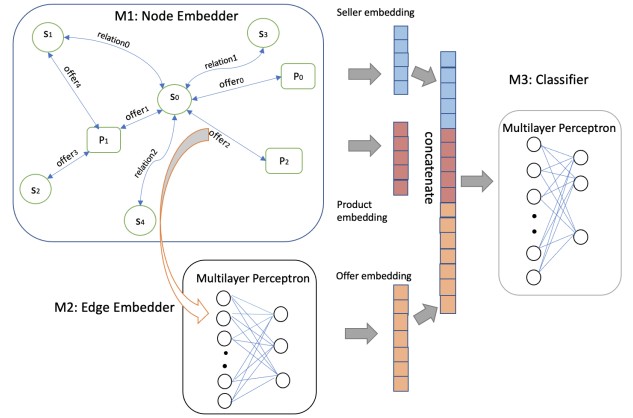 M1: Node Embedder
s1
s3
relation0
relation1
offer0
P0
offer4
s0
offer1
P1
offer2
offer3
P2
s2
relation2
s4
Seller embedding
Product
embedding
Offer embedding
concatenate
M3: Classifier
Multilayer Perceptron
M2: Edge Embedder
Multilayer Perceptron